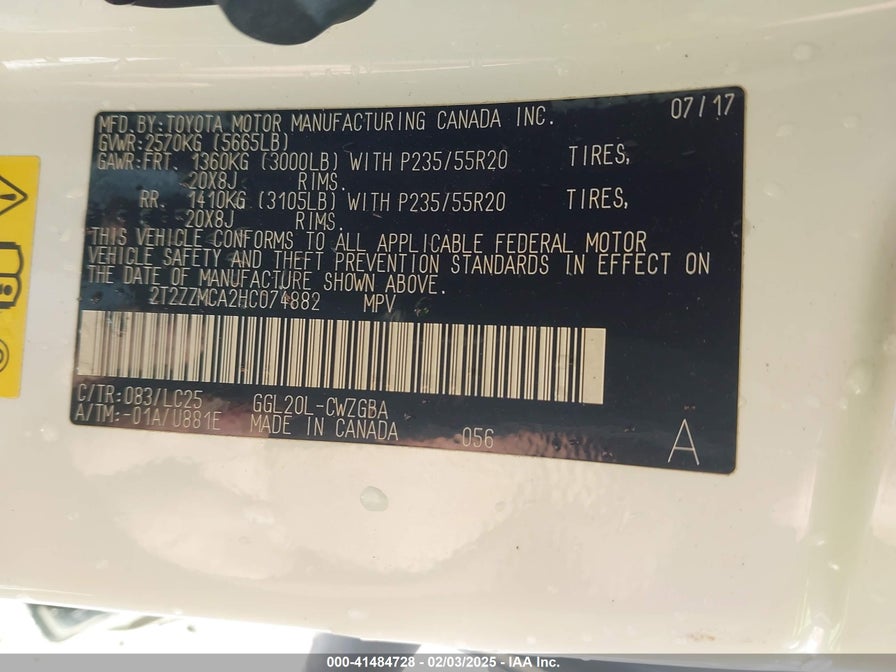 MFD. BY: TOYOTA MOTOR MANUFACTURING CANADA INC. 07/17
GVWR: 2570KG (5665LB)
GAWR: FRT. 1360KG (3000LB) WITH P235/55R20 TIRES,
20X8J RIMS.
RR. 1410KG (3105LB) WITH P235/55R20 TIRES,
20X8J RIMS.
THIS VEHICLE CONFORMS TO ALL APPLICABLE FEDERAL MOTOR
VEHICLE SAFETY AND THEFT PREVENTION STANDARDS IN EFFECT ON
THE DATE OF MANUFACTURE SHOWN ABOVE.
2T2ZZMCA2HC074882 MPV
C/TR: 083/LC25 GGL20L-CWZGBA
A/TM: -01A/U881E MADE IN CANADA 056 A
000-41484728 - 02/03/2025 - IAA Inc.